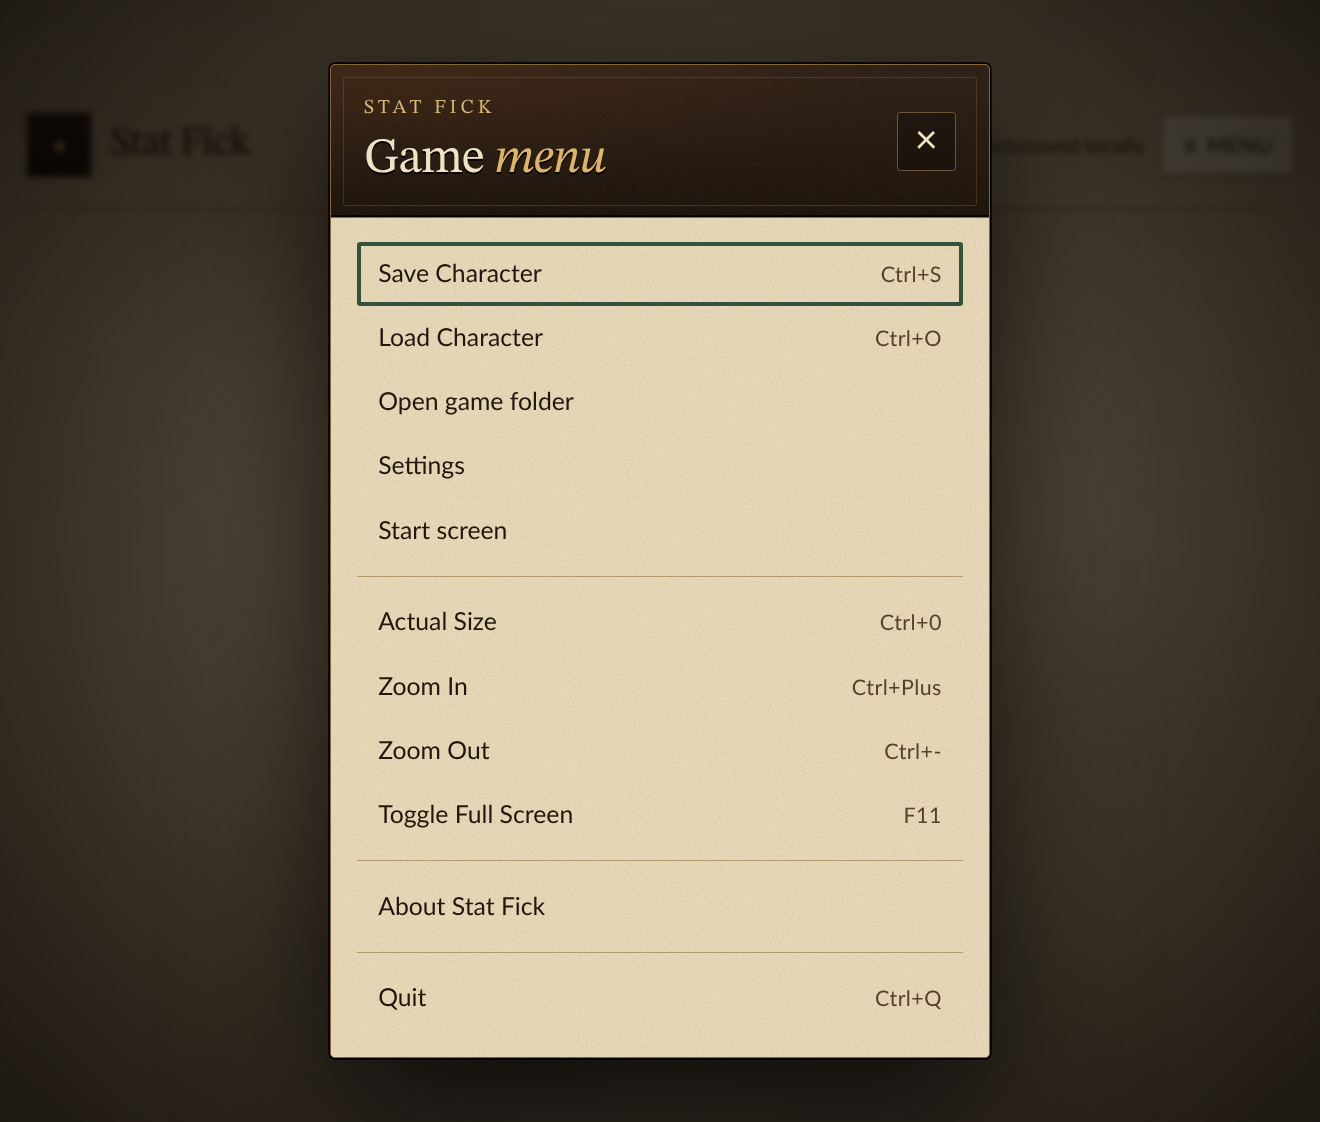 STAT FICK
Game menu
Stat Fick
autosaved locally
≡ MENU
Save Character Ctrl+S
Load Character Ctrl+O
Open game folder
Settings
Start screen
Actual Size Ctrl+0
Zoom In Ctrl+Plus
Zoom Out Ctrl+-
Toggle Full Screen F11
About Stat Fick
Quit Ctrl+Q